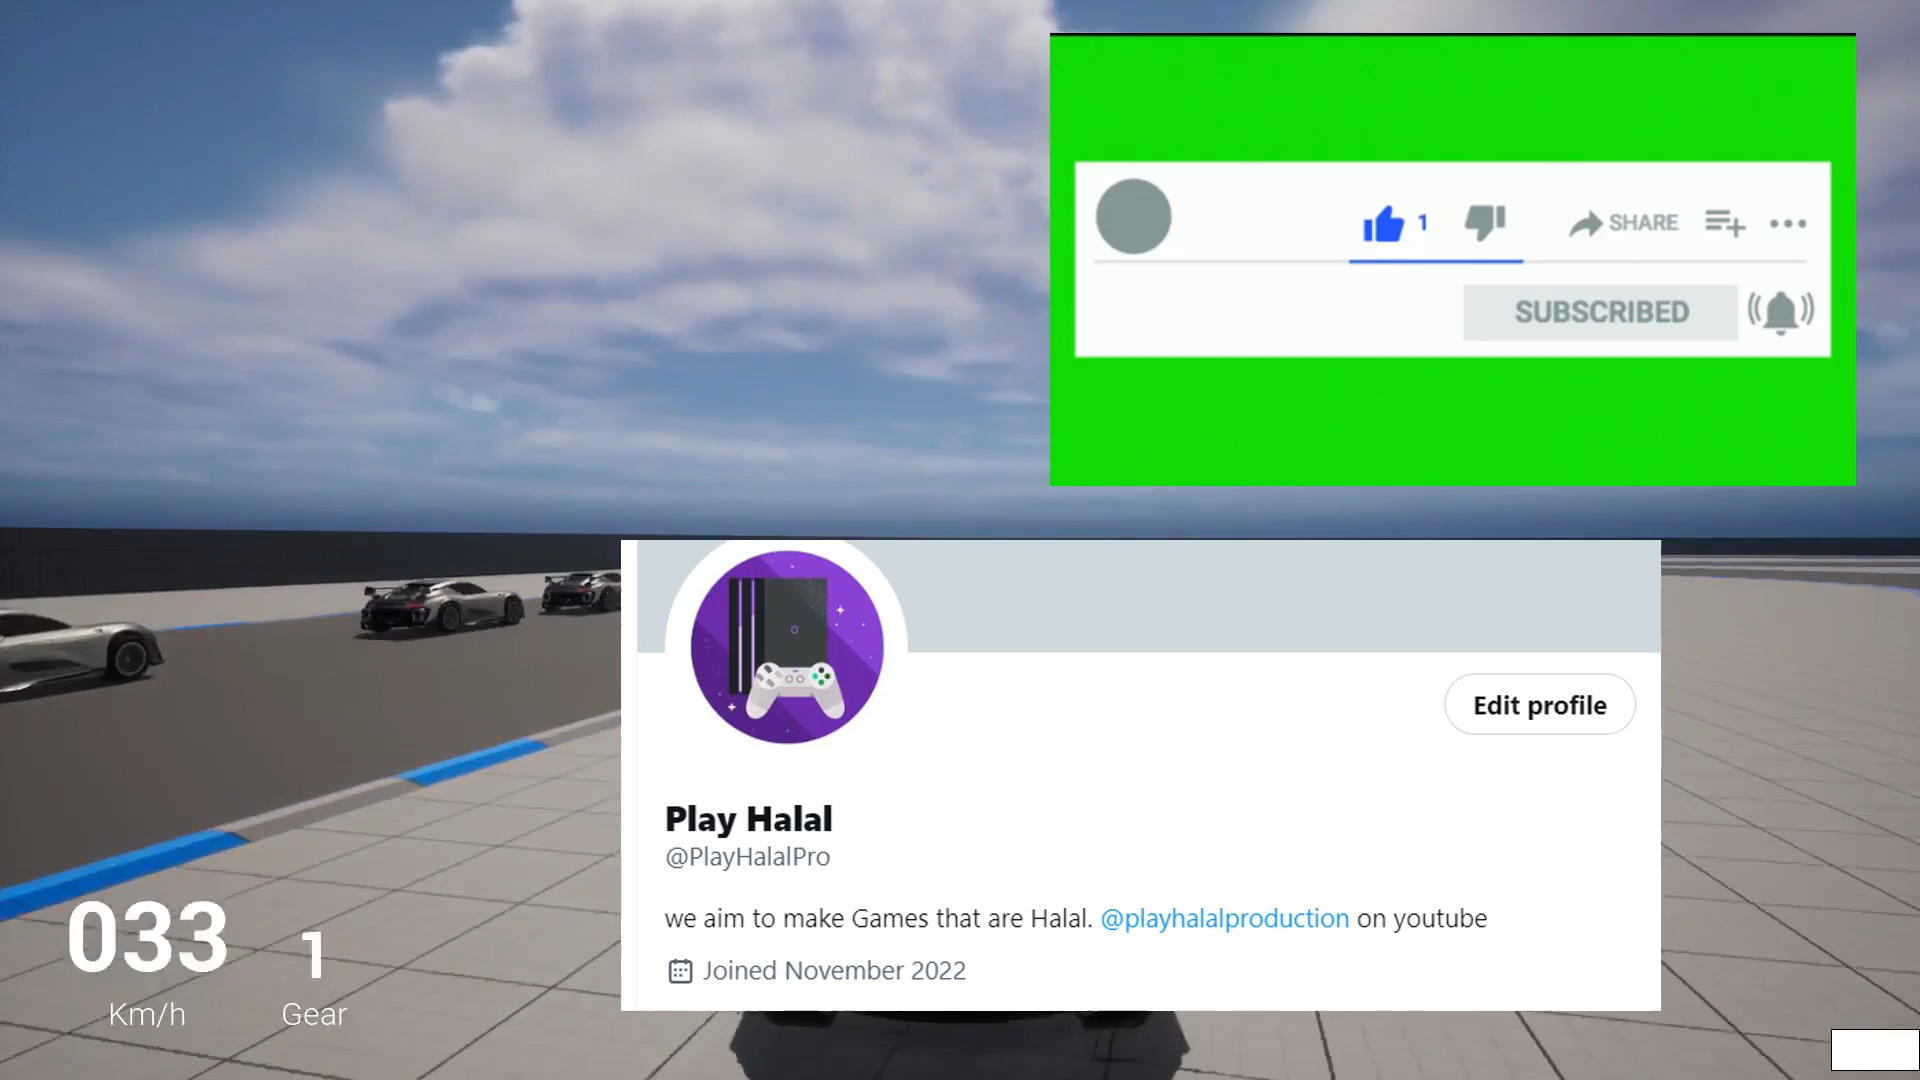 1
SHARE
SUBSCRIBED
Edit profile
Play Halal
@PlayHalalPro
we aim to make Games that are Halal. @playhalalproduction on youtube
Joined November 2022
033 1
Km/h Gear